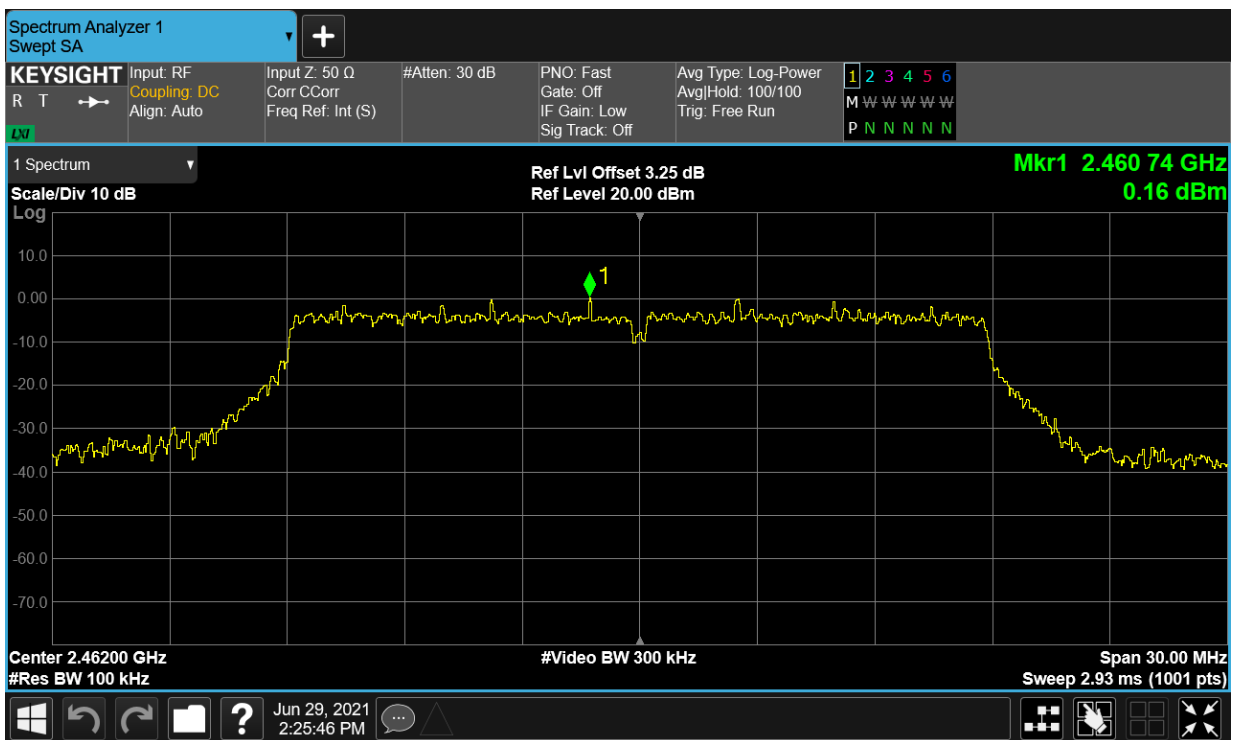 Spectrum Analyzer 1
Swept SA
+
KEYSIGHT
R T
LXI
Input: RF
Coupling: DC
Align: Auto
Input Z: 50 Ω
Corr CCorr
Freq Ref: Int (S)
#Atten: 30 dB
PNO: Fast
Gate: Off
IF Gain: Low
Sig Track: Off
Avg Type: Log-Power
Avg|Hold: 100/100
Trig: Free Run
1 2 3 4 5 6
M W W W W W
P N N N N N
1 Spectrum
Scale/Div 10 dB
Log
Ref Lvl Offset 3.25 dB
Ref Level 20.00 dBm
Mkr1 2.460 74 GHz
0.16 dBm
1
10.0
0.00
-10.0
-20.0
-30.0
-40.0
-50.0
-60.0
-70.0
Center 2.46200 GHz
#Res BW 100 kHz
#Video BW 300 kHz
Span 30.00 MHz
Sweep 2.93 ms (1001 pts)
?
Jun 29, 2021
2:25:46 PM